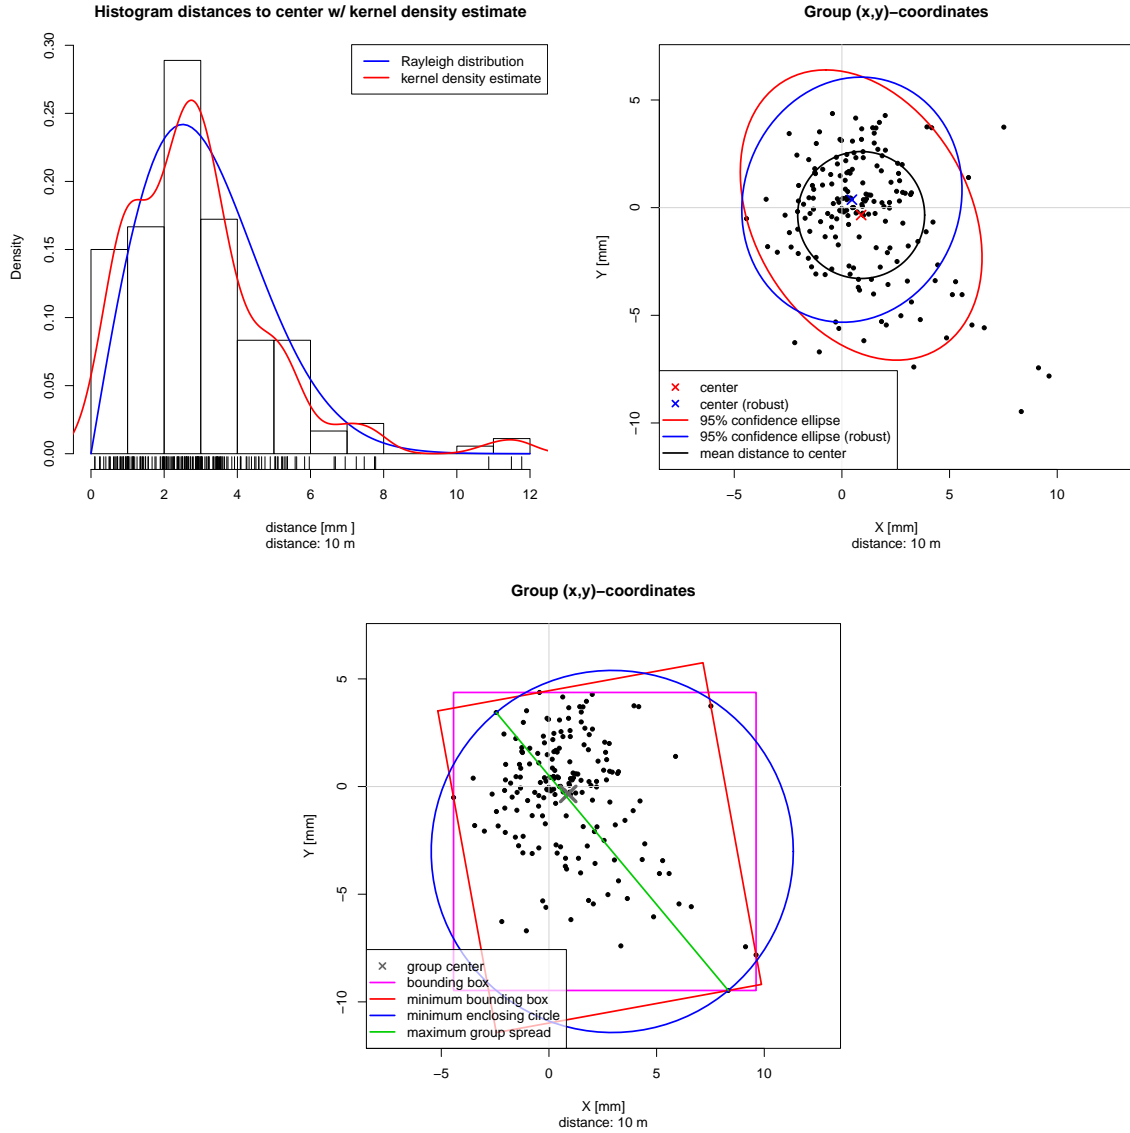 Histogram distances to center w/ kernel density estimate
Density
0.00 0.05 0.10 0.15 0.20 0.25 0.30
Rayleigh distribution
kernel density estimate
0 2 4 6 8 10 12
distance [mm ]
distance: 10 m
Group (x,y)−coordinates
Y [mm]
−10 −5 0 5
center
center (robust)
95% confidence ellipse
95% confidence ellipse (robust)
mean distance to center
−5 0 5 10
X [mm]
distance: 10 m
Group (x,y)−coordinates
Y [mm]
−10 −5 0 5
group center
bounding box
minimum bounding box
minimum enclosing circle
maximum group spread
−5 0 5 10
X [mm]
distance: 10 m